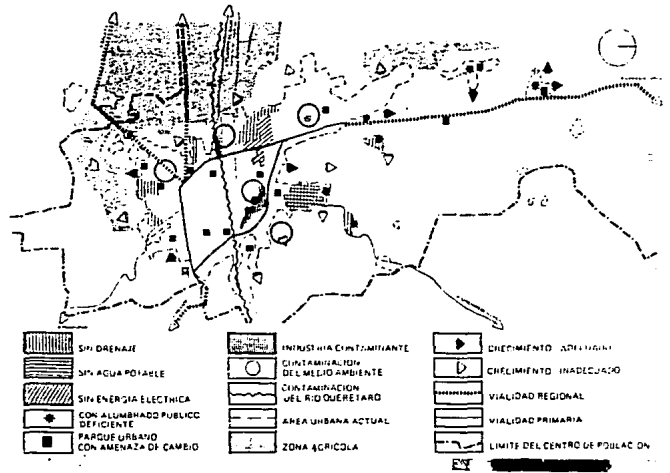 SIN DRENAJE
SIN AGUA POTABLE
SIN ENERGIA ELECTRICA
CON ALUMBRADO PUBLICO
DEFICIENTE
PARQUE URBANO
CON AMENAZA DE CAMBIO
INDUSTRIA CONTAMINANTE
CONTAMINACION
DEL MEDIO AMBIENTE
CONTAMINACION
DEL RIO QUERETARO
AREA URBANA ACTUAL
ZONA AGRICOLA
CRECIMIENTO ADECUADO
CRECIMIENTO INADECUADO
VIALIDAD REGIONAL
VIALIDAD PRIMARIA
LIMITE DEL CENTRO DE POBLACION